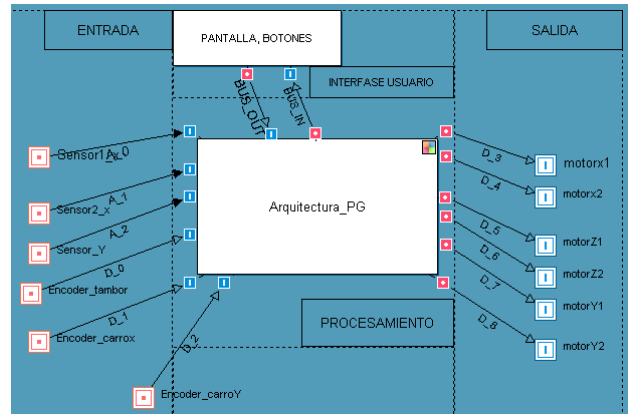 ENTRADA
PANTALLA, BOTONES
SALIDA
INTERFASE USUARIO
BUS_OUT
BUS_IN
Sensor1_x
A_0
D_3
motorx1
D_4
motorx2
A_1
Sensor2_x
Arquitectura_PG
D_5
motorZ1
A_2
Sensor_Y
D_6
motorZ2
D_0
Encoder_tambor
D_7
motorY1
D_1
Encoder_carrox
PROCESAMIENTO
D_8
motorY2
D_2
Encoder_carroY